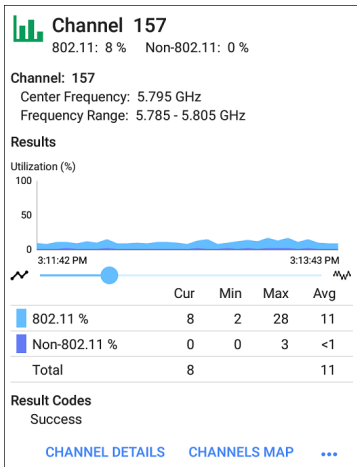 Channel 157
802.11: 8 % Non-802.11: 0 %
Channel: 157
Center Frequency: 5.795 GHz
Frequency Range: 5.785 - 5.805 GHz
Results
Utilization (%)
100
50
0
3:11:42 PM 3:13:43 PM
Cur Min Max Avg
802.11 % 8 2 28 11
Non-802.11 % 0 0 3 <1
Total 8 11
Result Codes
Success
CHANNEL DETAILS CHANNELS MAP